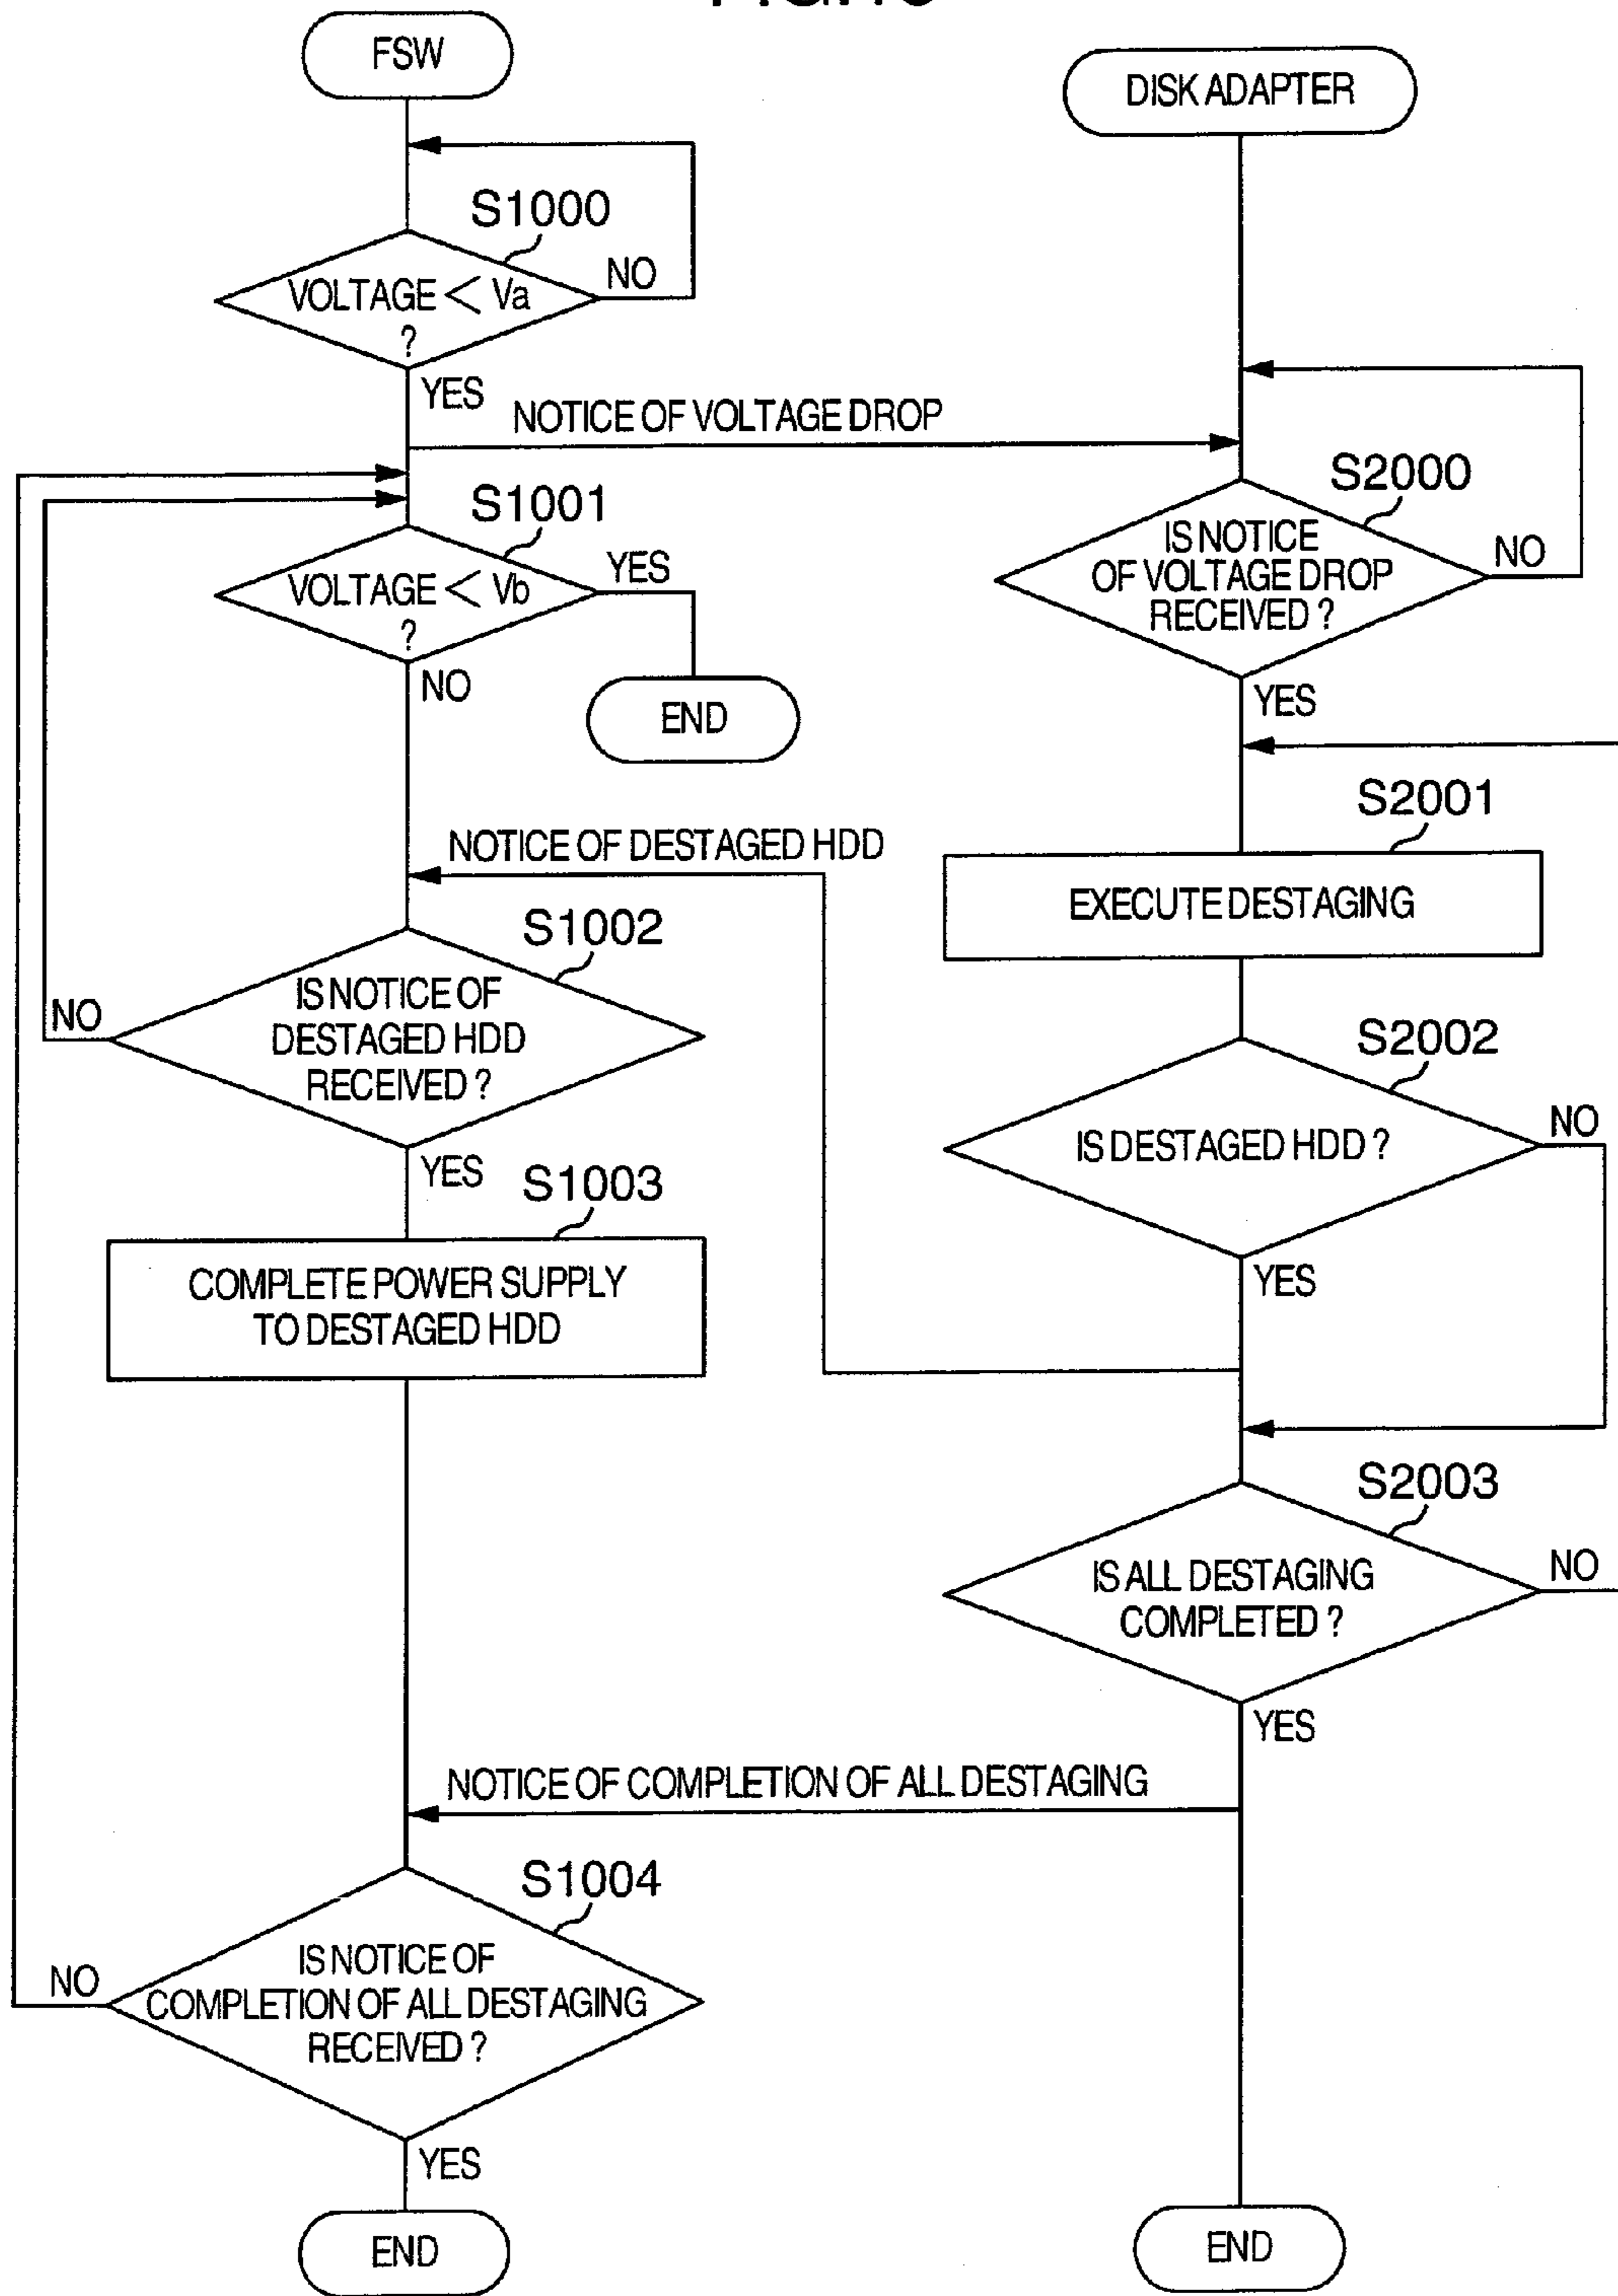 FSW
S1000
VOLTAGE < Va
?
NO
YES
NOTICE OF VOLTAGE DROP
S1001
VOLTAGE < Vb
?
YES
NO
END
NOTICE OF DESTAGED HDD
S1002
IS NOTICE OF
DESTAGED HDD
RECEIVED ?
NO
YES
S1003
COMPLETE POWER SUPPLY
TO DESTAGED HDD
NOTICE OF COMPLETION OF ALL DESTAGING
S1004
IS NOTICE OF
COMPLETION OF ALL DESTAGING
RECEIVED ?
NO
YES
END
DISK ADAPTER
S2000
IS NOTICE
OF VOLTAGE DROP
RECEIVED ?
NO
YES
S2001
EXECUTE DESTAGING
S2002
IS DESTAGED HDD ?
NO
YES
S2003
IS ALL DESTAGING
COMPLETED ?
NO
YES
END